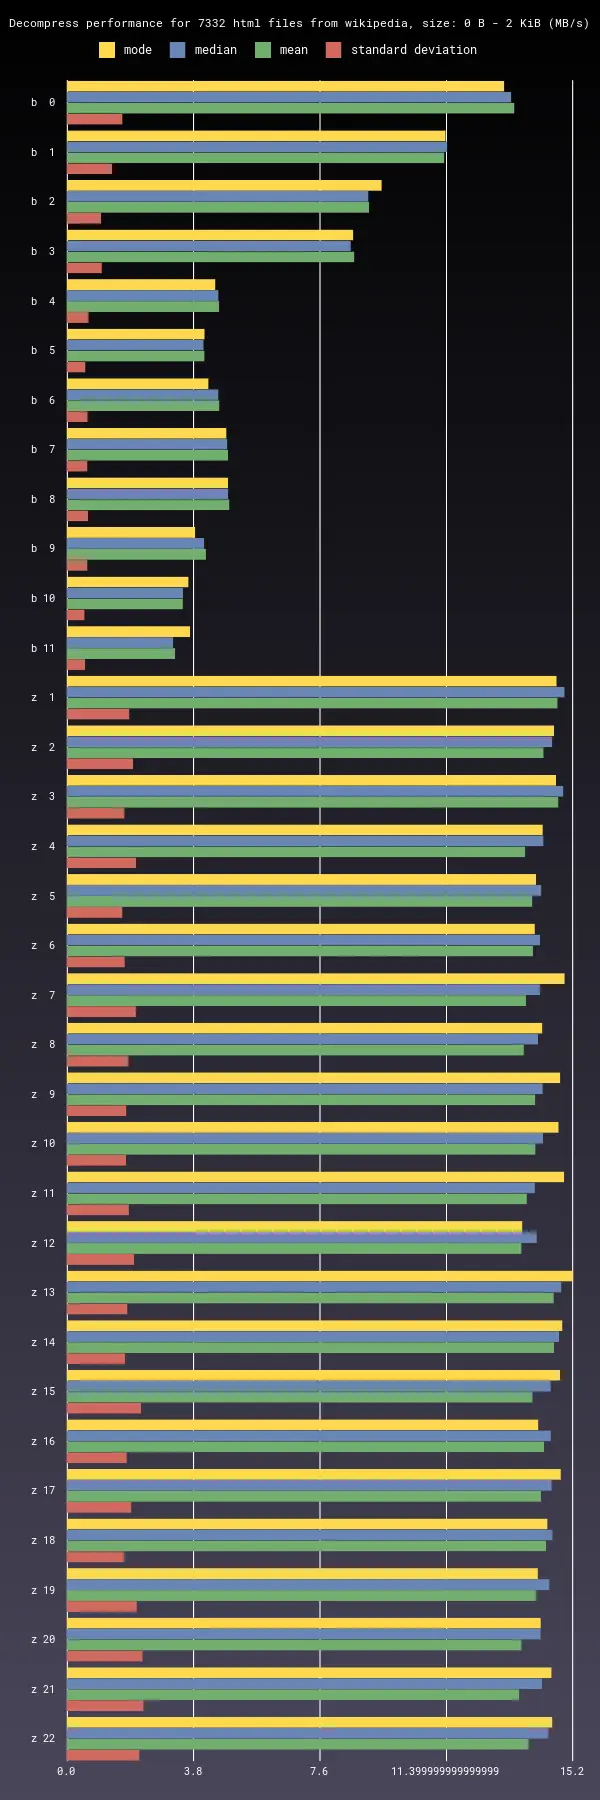 Decompress performance for 7332 html files from wikipedia, size: 0 B - 2 KiB (MB/s)
mode median mean standard deviation
b 0
b 1
b 2
b 3
b 4
b 5
b 6
b 7
b 8
b 9
b 10
b 11
z 1
z 2
z 3
z 4
z 5
z 6
z 7
z 8
z 9
z 10
z 11
z 12
z 13
z 14
z 15
z 16
z 17
z 18
z 19
z 20
z 21
z 22
0.0 3.8 7.6 11.399999999999999 15.2